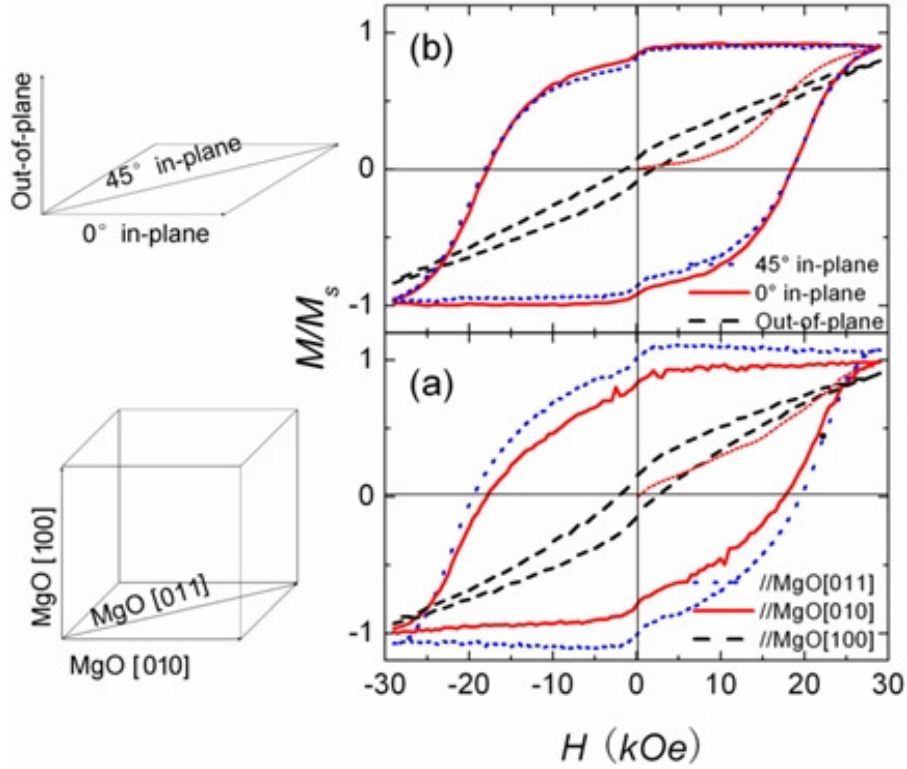 Out-of-plane
45° in-plane
0° in-plane
MgO [100]
MgO [011]
MgO [010]
M/Ms
1
0
-1
(b)
45° in-plane
0° in-plane
Out-of-plane
1
0
-1
(a)
//MgO[011]
//MgO[010]
//MgO[100]
-30 -20 -10 0 10 20 30
H (kOe)